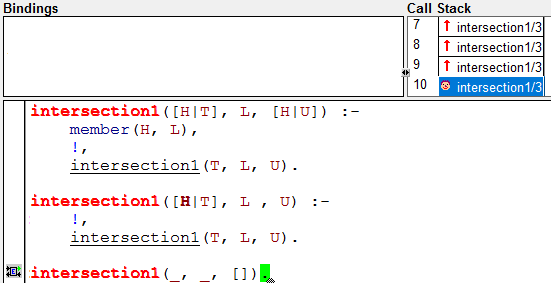 Bindings
Call Stack
7 intersection1/3
8 intersection1/3
9 intersection1/3
10 intersection1/3
intersection1([H|T], L, [H|U]) :-
member(H, L),
!,
intersection1(T, L, U).
intersection1([H|T], L , U) :-
!,
intersection1(T, L, U).
intersection1(_, _, []).